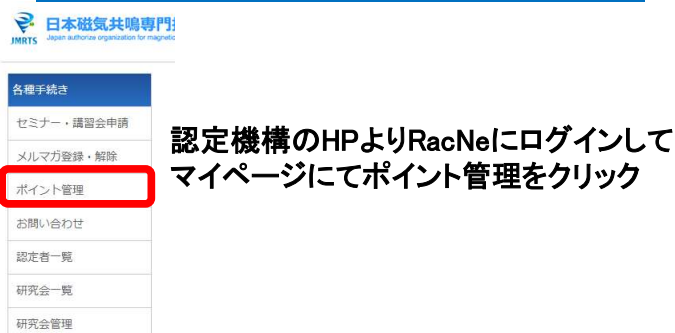 日本磁気共鳴専門
JMRTS
Japan authorize organization for magnetic
各種手続き
セミナー・講習会申請
メルマガ登録・解除
ポイント管理
お問い合わせ
認定者一覧
研究会一覧
研究会管理
認定機構のHPよりRacNeにログインして
マイページにてポイント管理をクリック